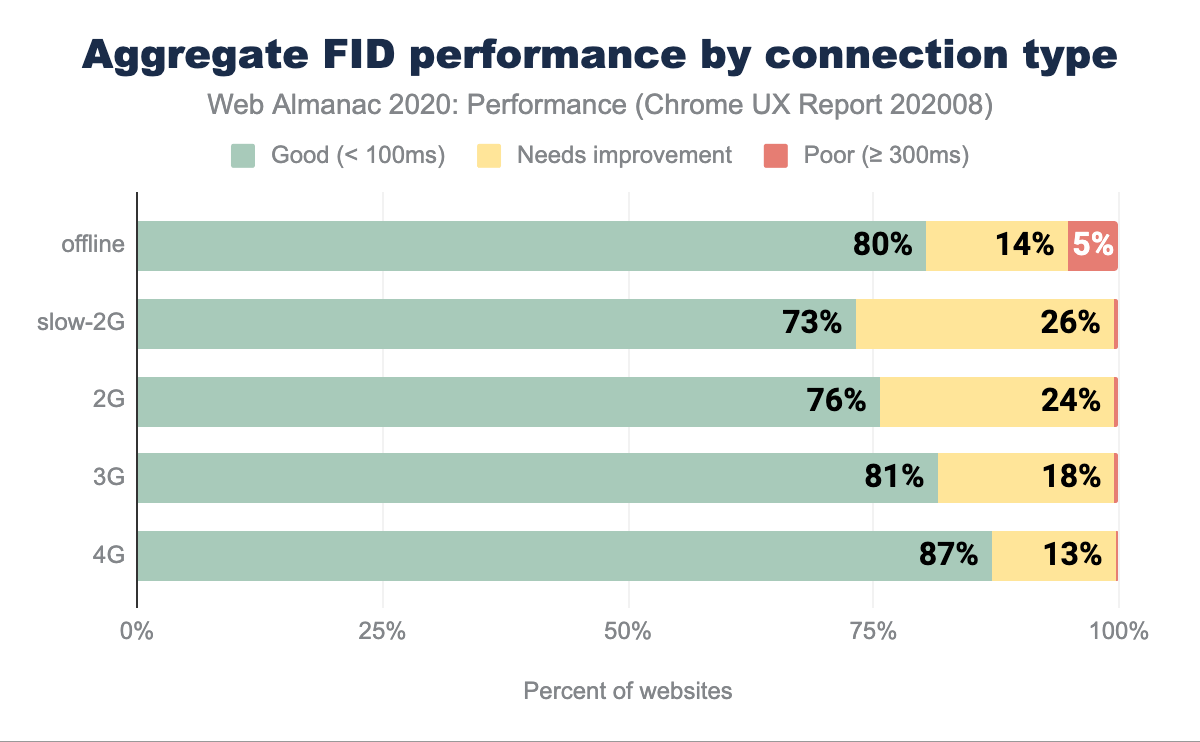 Aggregate FID performance by connection type
Web Almanac 2020: Performance (Chrome UX Report 202008)
Good (< 100ms) Needs improvement Poor (≥ 300ms)
offline 80% 14% 5%
slow-2G 73% 26%
2G 76% 24%
3G 81% 18%
4G 87% 13%
0% 25% 50% 75% 100%
Percent of websites